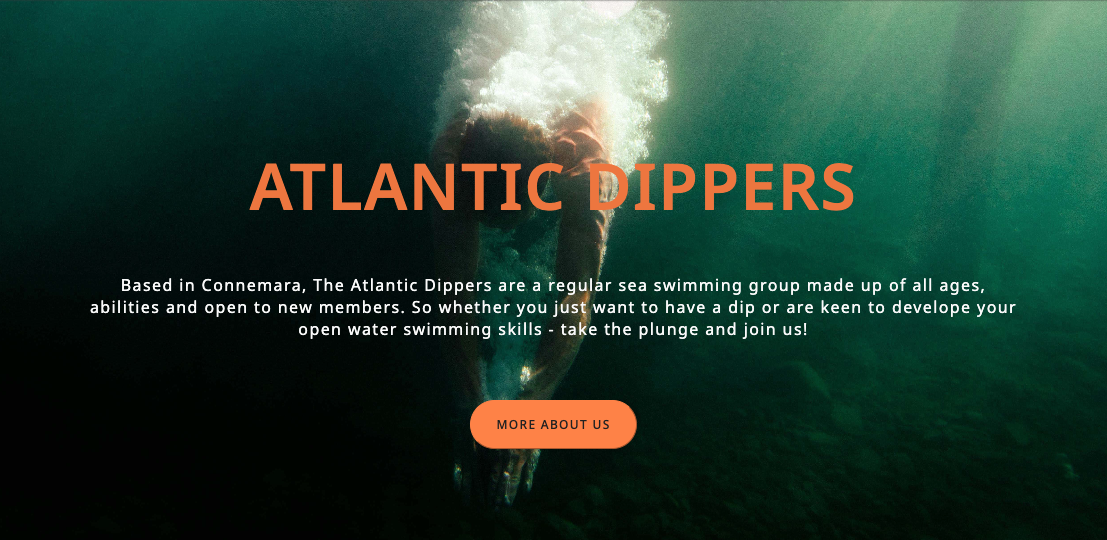 ATLANTIC DIPPERS
Based in Connemara, The Atlantic Dippers are a regular sea swimming group made up of all ages,
abilities and open to new members. So whether you just want to have a dip or are keen to develope your
open water swimming skills - take the plunge and join us!
MORE ABOUT US